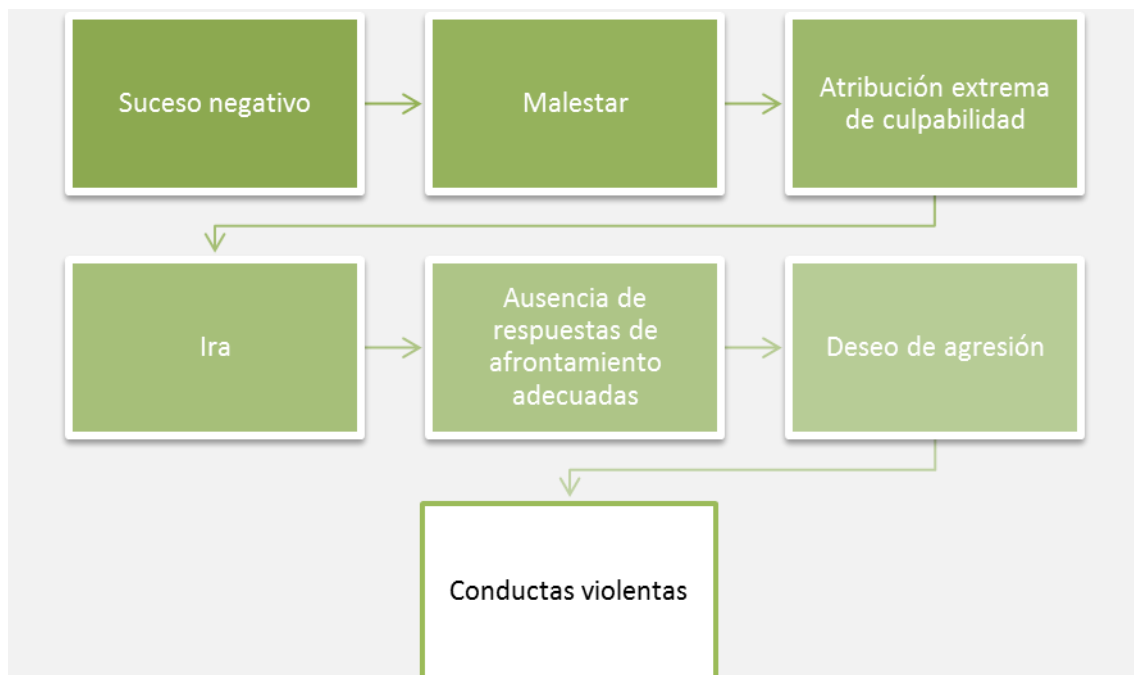 Suceso negativo
Malestar
Atribución extrema
de culpabilidad
Ira
Ausencia de
respuestas de
afrontamiento
adecuadas
Deseo de agresión
Conductas violentas